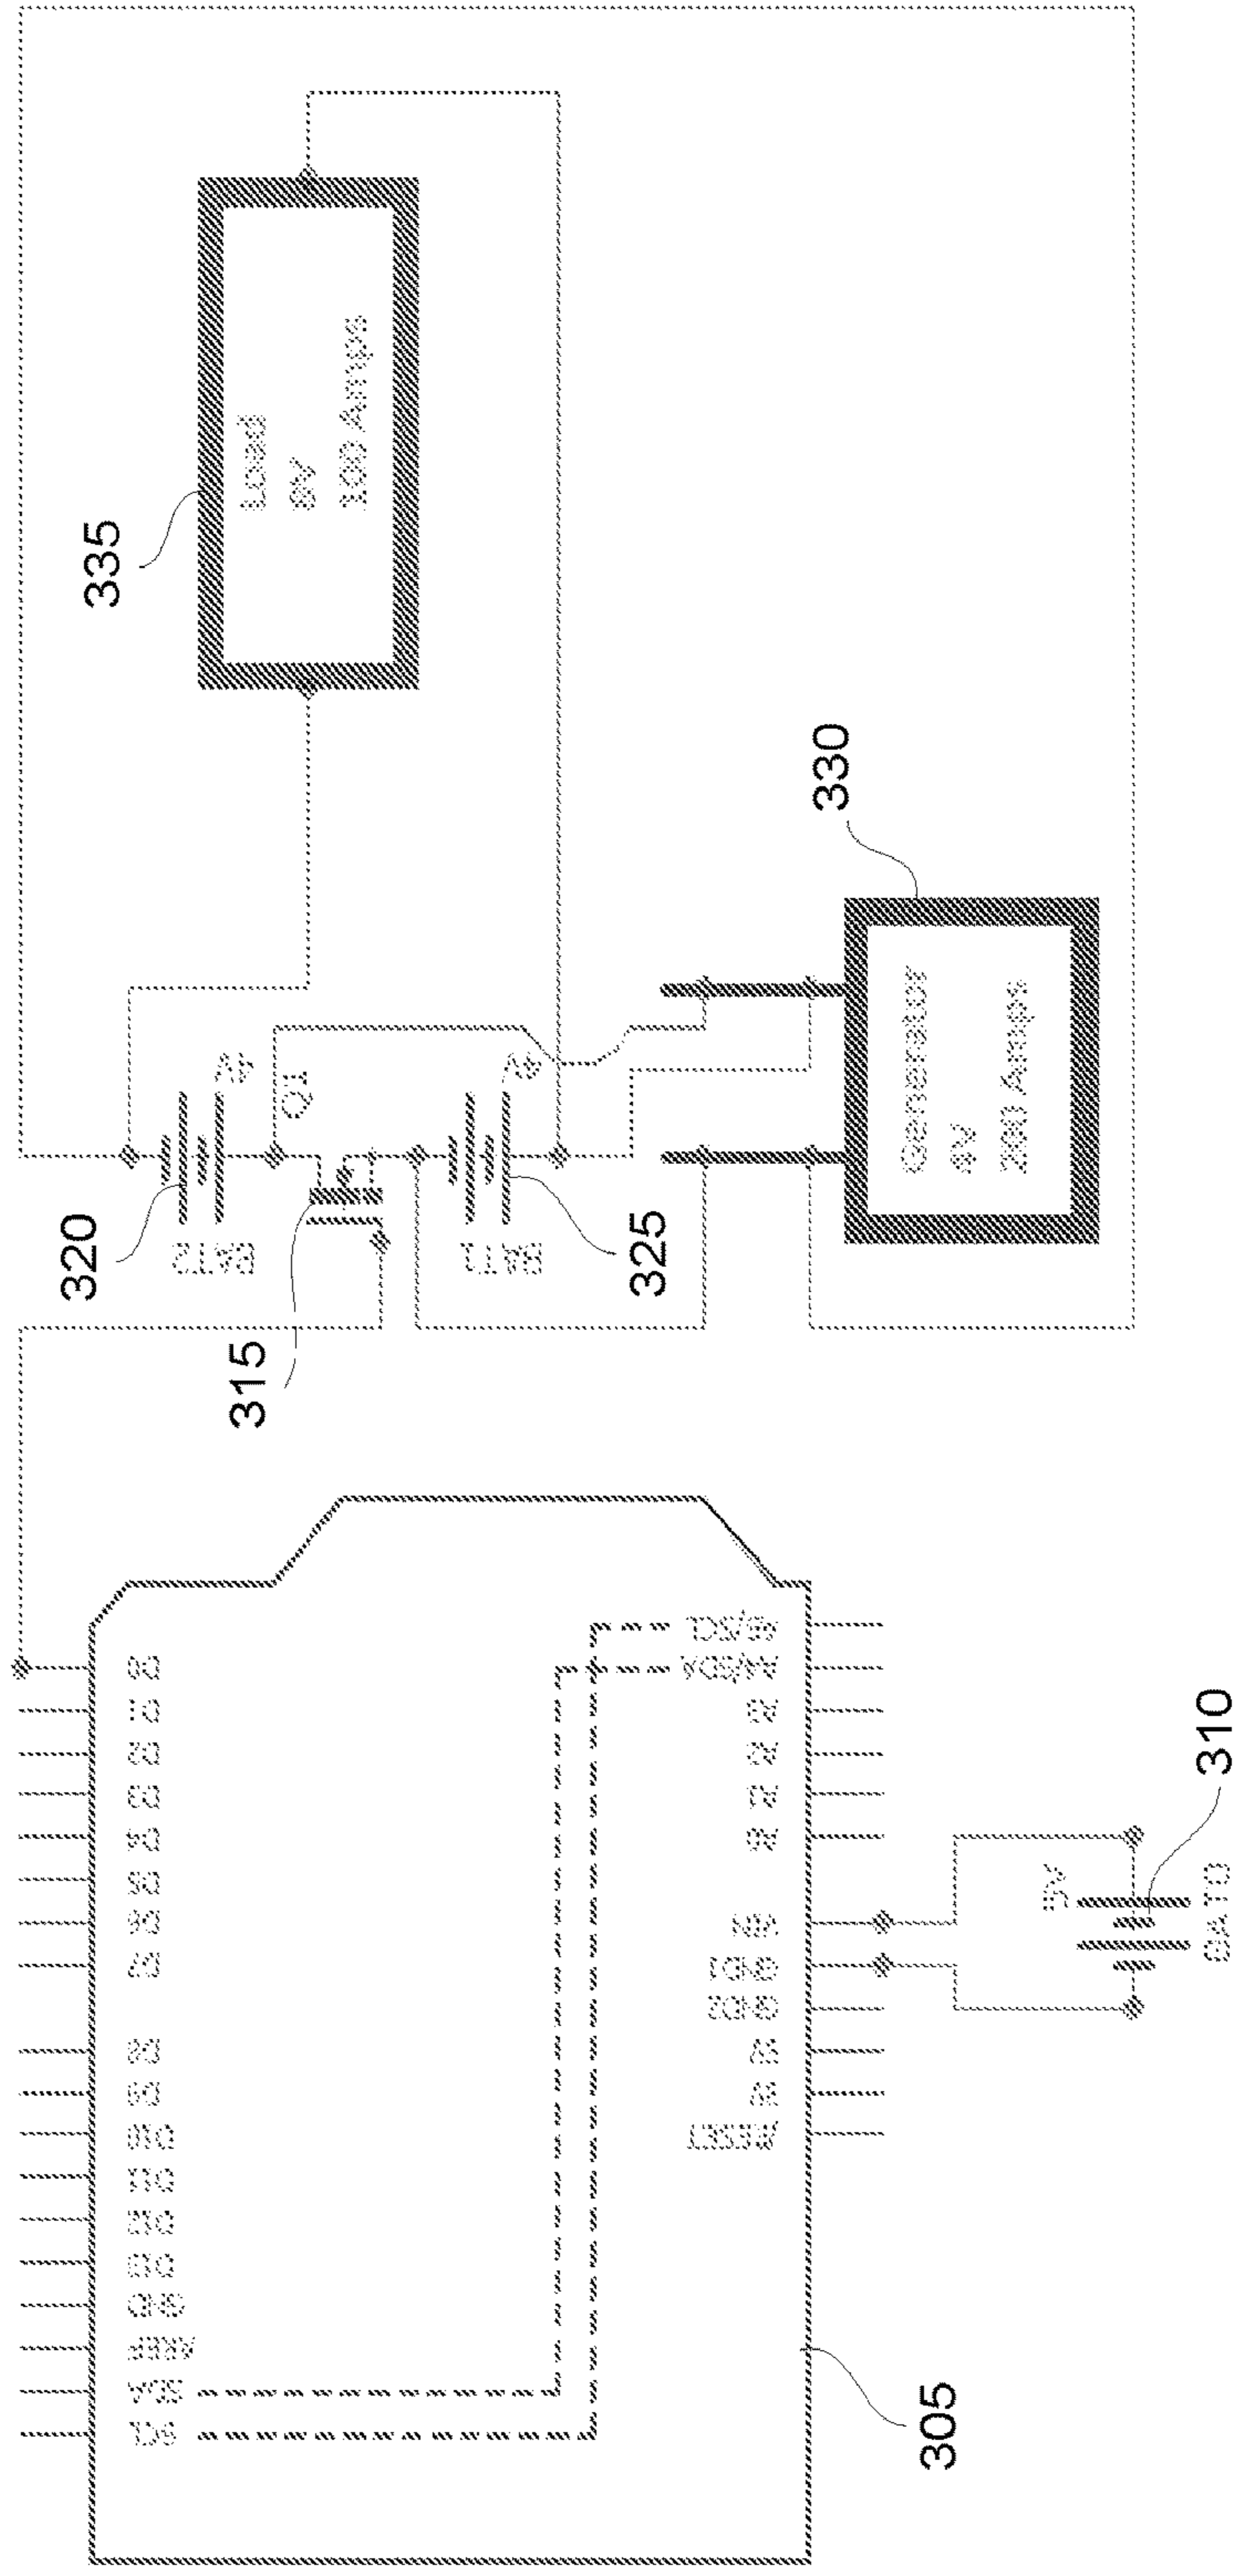 SCL
SDA
AREF
GND
D13
D12
D11
D10
D9
D8
D7
D6
D5
D4
D3
D2
D1
D0
/RESET
3V
5V
GND2
GND1
VIN
A0
A1
A2
A3
A4/SDA
A5/SCL
305
5V
BAT0
310
315
Q1
320
BAT2
4V
BAT1
4V
325
335
Load
8V
100 Amps
330
Generator
4V
200 Amps